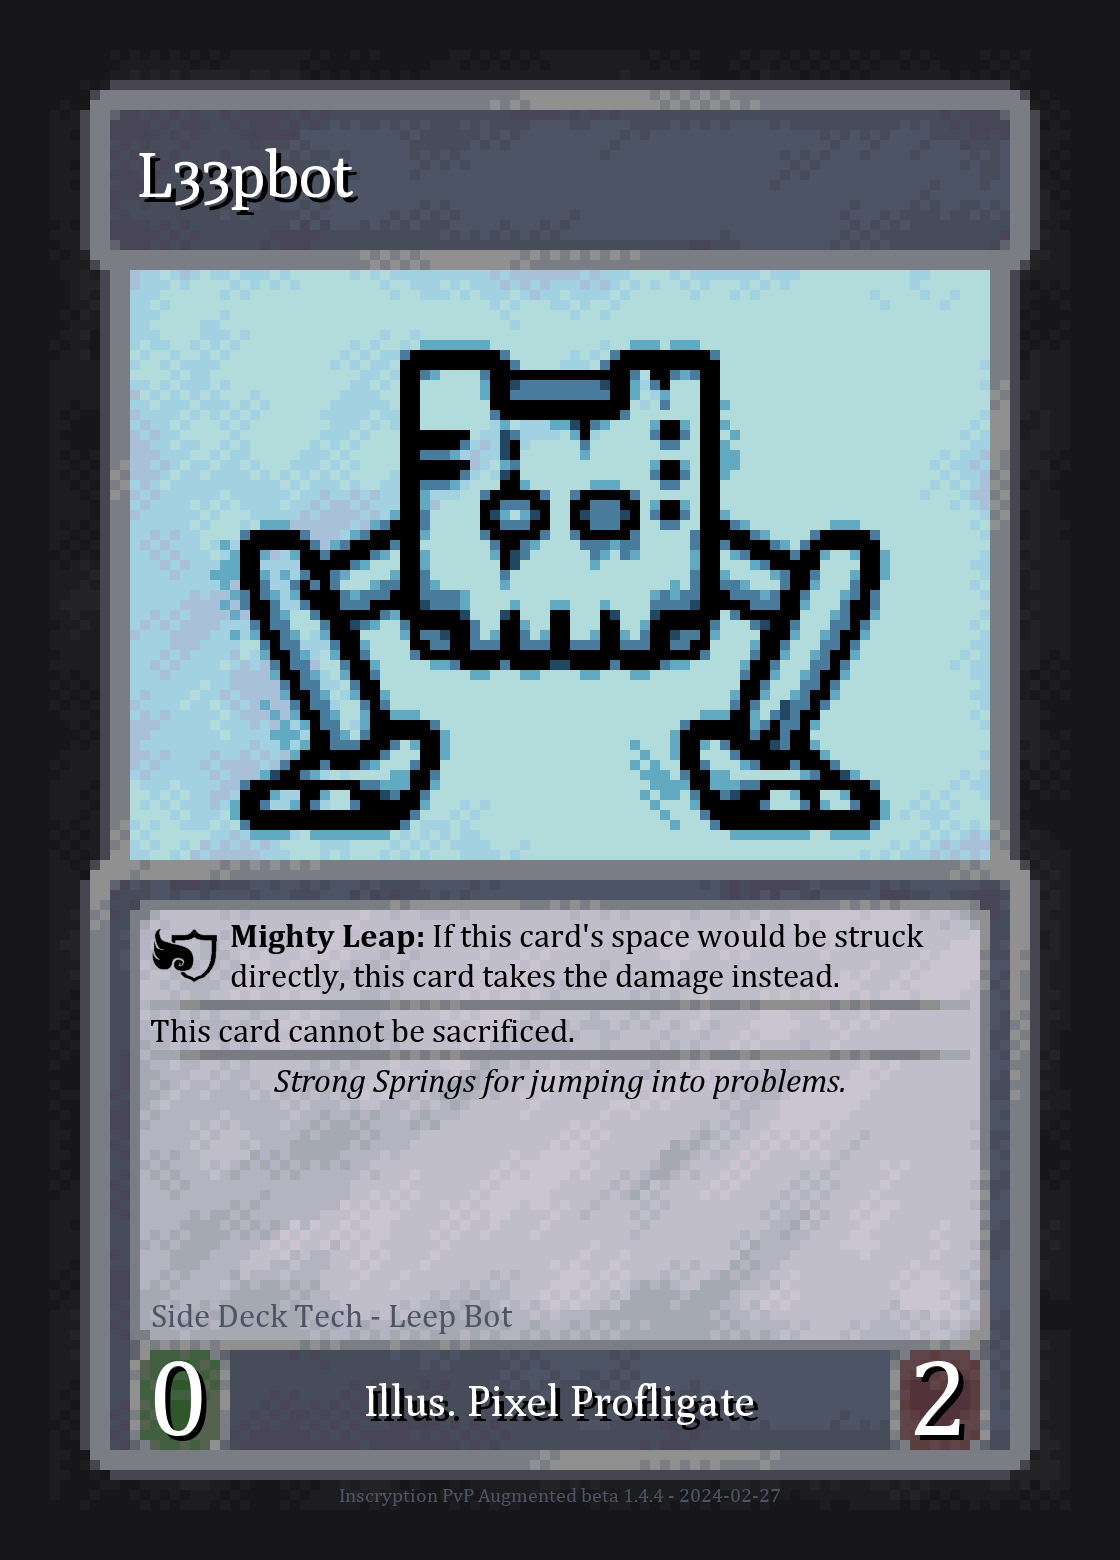 L33pbot
Mighty Leap: If this card's space would be struck
directly, this card takes the damage instead.
This card cannot be sacrificed.
Strong Springs for jumping into problems.
Side Deck Tech - Leep Bot
0
Illus. Pixel Profligate
2
Inscryption PvP Augmented beta 1.4.4 - 2024-02-27